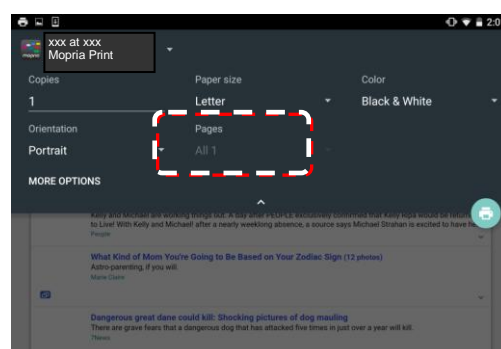 2:0
xxx at xxx
Mopria Print
mopria
Copies
Paper size
Color
1
Letter
Black & White
Orientation
Pages
Portrait
All 1
MORE OPTIONS
Kelly and Michael are working things out. A day after PEOPLE exclusively confirmed that Kelly Ripa would be return
to Live! With Kelly and Michael! after a nearly weeklong absence, a source says Michael Strahan is excited to have he
People
What Kind of Mom You're Going to Be Based on Your Zodiac Sign (12 photos)
Astro-parenting, if you will.
Marie Claire
Dangerous great dane could kill: Shocking pictures of dog mauling
There are grave fears that a dangerous dog that has attacked five times in just over a year will kill.
7News